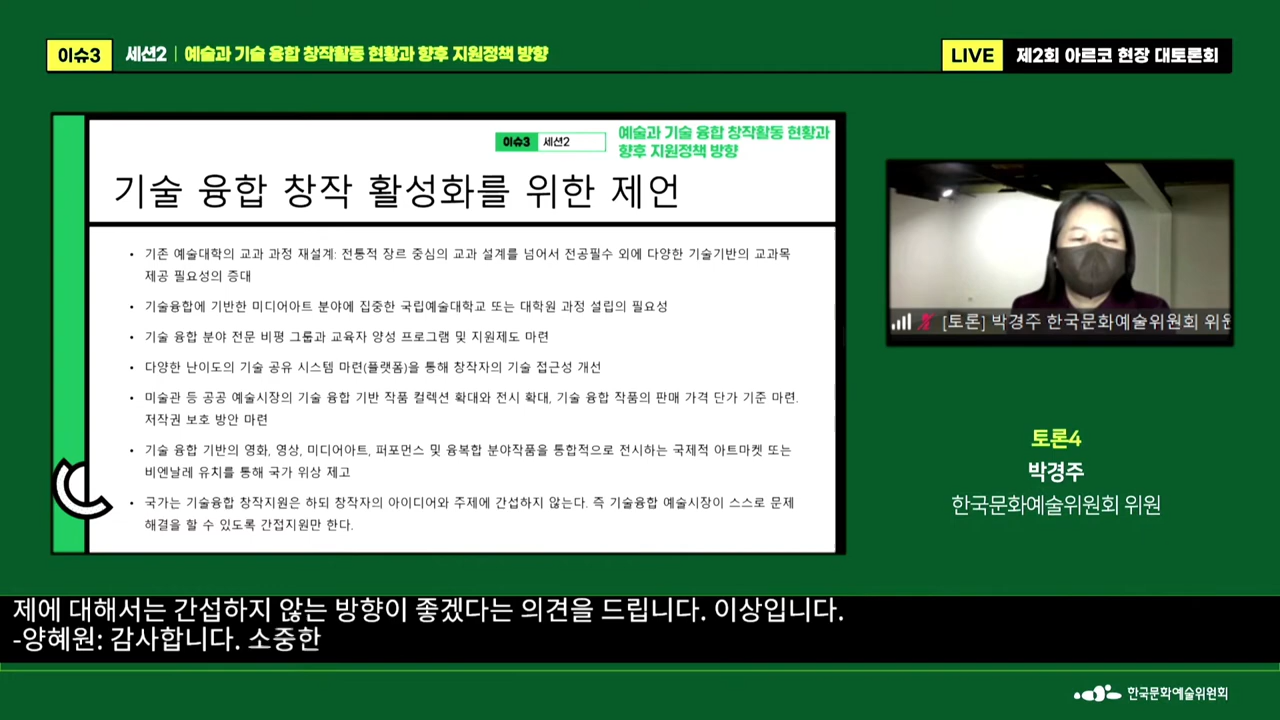 이슈3 세션2 | 예술과 기술 융합 창작활동 현황과 향후 지원정책 방향
LIVE 제2회 아르코 현장 대토론회
이슈3 세션2 예술과 기술 융합 창작활동 현황과
향후 지원정책 방향
기술 융합 창작 활성화를 위한 제언
• 기존 예술대학의 교과 과정 재설계: 전통적 장르 중심의 교과 설계를 넘어서 전공필수 외에 다양한 기술기반의 교과목
제공 필요성의 증대
• 기술융합에 기반한 미디어아트 분야에 집중한 국립예술대학교 또는 대학원 과정 설립의 필요성
• 기술 융합 분야 전문 비평 그룹과 교육자 양성 프로그램 및 지원제도 마련
• 다양한 난이도의 기술 공유 시스템 마련(플랫폼)을 통해 창작자의 기술 접근성 개선
• 미술관 등 공공 예술시장의 기술 융합 기반 작품 컬렉션 확대와 전시 확대, 기술 융합 작품의 판매 가격 단가 기준 마련.
저작권 보호 방안 마련
• 기술 융합 기반의 영화, 영상, 미디어아트, 퍼포먼스 및 융복합 분야작품을 통합적으로 전시하는 국제적 아트마켓 또는
비엔날레 유치를 통해 국가 위상 제고
• 국가는 기술융합 창작지원은 하되 창작자의 아이디어와 주제에 간섭하지 않는다. 즉 기술융합 예술시장이 스스로 문제
해결을 할 수 있도록 간접지원만 한다.
[토론] 박경주 한국문화예술위원회 위원
토론4
박경주
한국문화예술위원회 위원
제에 대해서는 간섭하지 않는 방향이 좋겠다는 의견을 드립니다. 이상입니다.
-양혜원: 감사합니다. 소중한
한국문화예술위원회